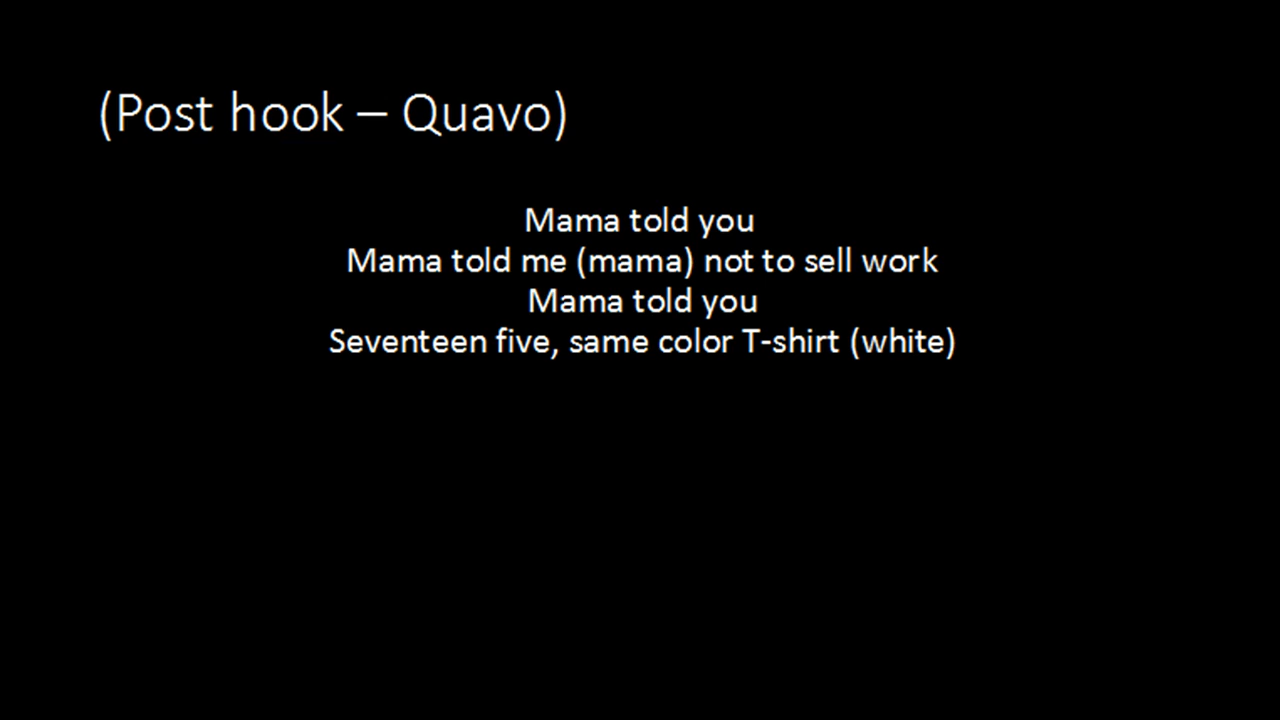 (Post hook – Quavo)
Mama told you
Mama told me (mama) not to sell work
Mama told you
Seventeen five, same color T-shirt (white)